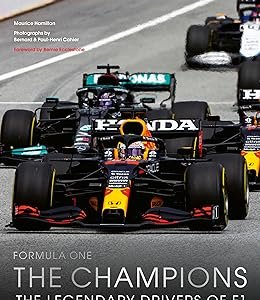 Maurice Hamilton
Photographs by
Bernard & Paul-Henri Cahier
Foreword by Bernie Ecclestone
PETRONAS
HONDA
FORMULA ONE
THE CHAMPIONS
THE LEGENDARY DRIVERS OF F1